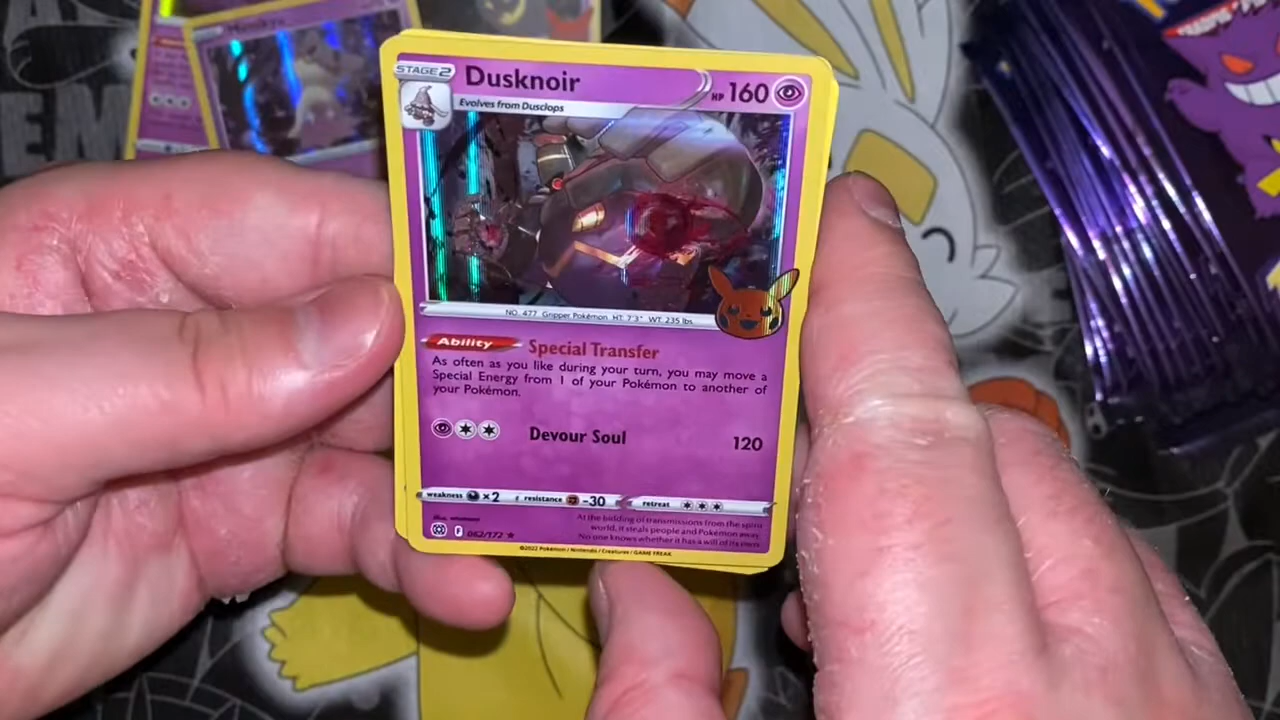 STAGE 2
Dusknoir
HP 160
Evolves from Dusclops
NO. 477 Gripper Pokémon HT: 7'3" WT: 235 lbs
Ability Special Transfer
As often as you like during your turn, you may move a
Special Energy from 1 of your Pokémon to another of
your Pokémon.
Devour Soul 120
weakness ×2 resistance -30 retreat
At the bidding of transmissions from the spirit
world, it steals people and Pokémon away.
No one knows whether it has a will of its own.
F 062/172
©2022 Pokémon / Nintendo / Creatures / GAME FREAK